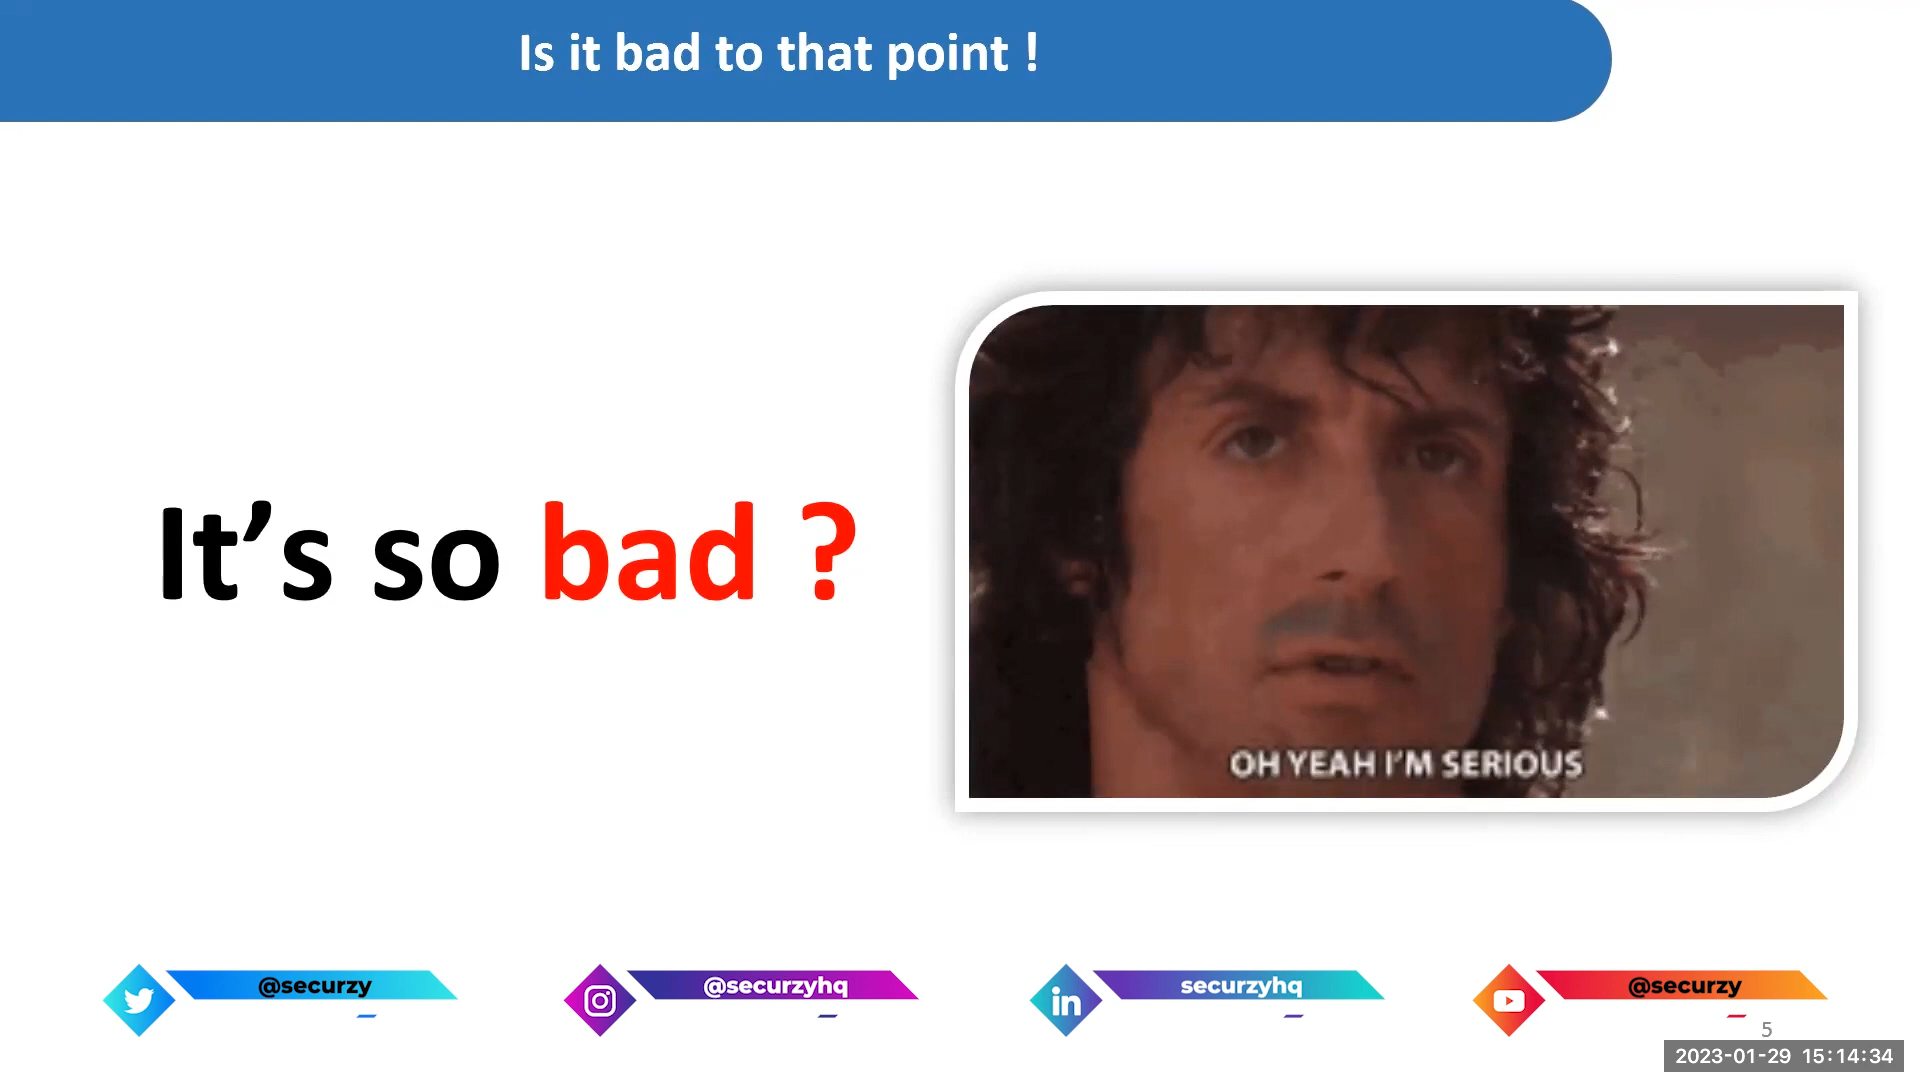 Is it bad to that point !
It’s so bad ?
OH YEAH I'M SERIOUS
@securzy
@securzyhq
in securzyhq
@securzy
5
2023-01-29 15:14:34